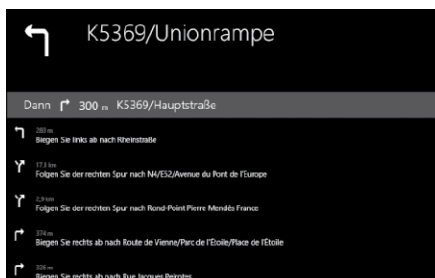 K5369/Unionrampe
Dann 300 m K5369/Hauptstraße
280 m
Biegen Sie links ab nach Rheinstraße
17,1 km
Folgen Sie der rechten Spur nach N4/E52/Avenue du Pont de l'Europe
2,9 km
Folgen Sie der rechten Spur nach Rond-Point Pierre Mendès France
374 m
Biegen Sie rechts ab nach Route de Vienne/Parc de l'Etoile/Place de l'Étoile
326 m
Biegen Sie rechts ab nach Rue Jacques Peirotes